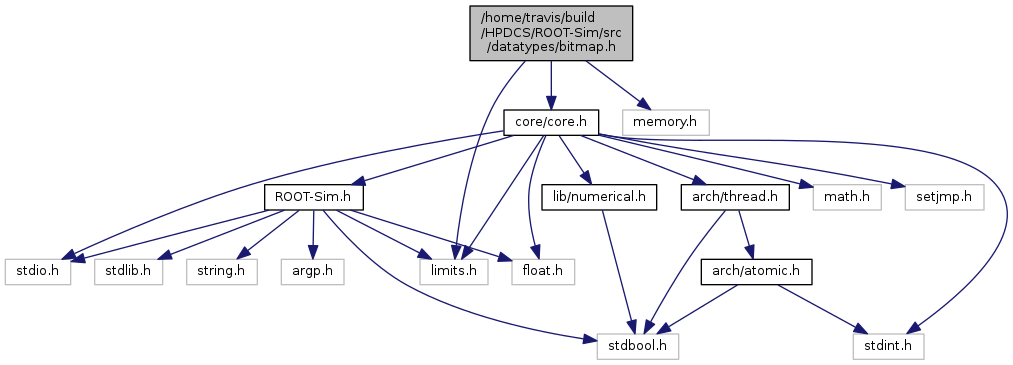 /home/travis/build
/HPDCS/ROOT-Sim/src
/datatypes/bitmap.h
core/core.h
memory.h
ROOT-Sim.h
lib/numerical.h
arch/thread.h
math.h
setjmp.h
stdio.h
stdlib.h
string.h
argp.h
limits.h
float.h
arch/atomic.h
stdbool.h
stdint.h